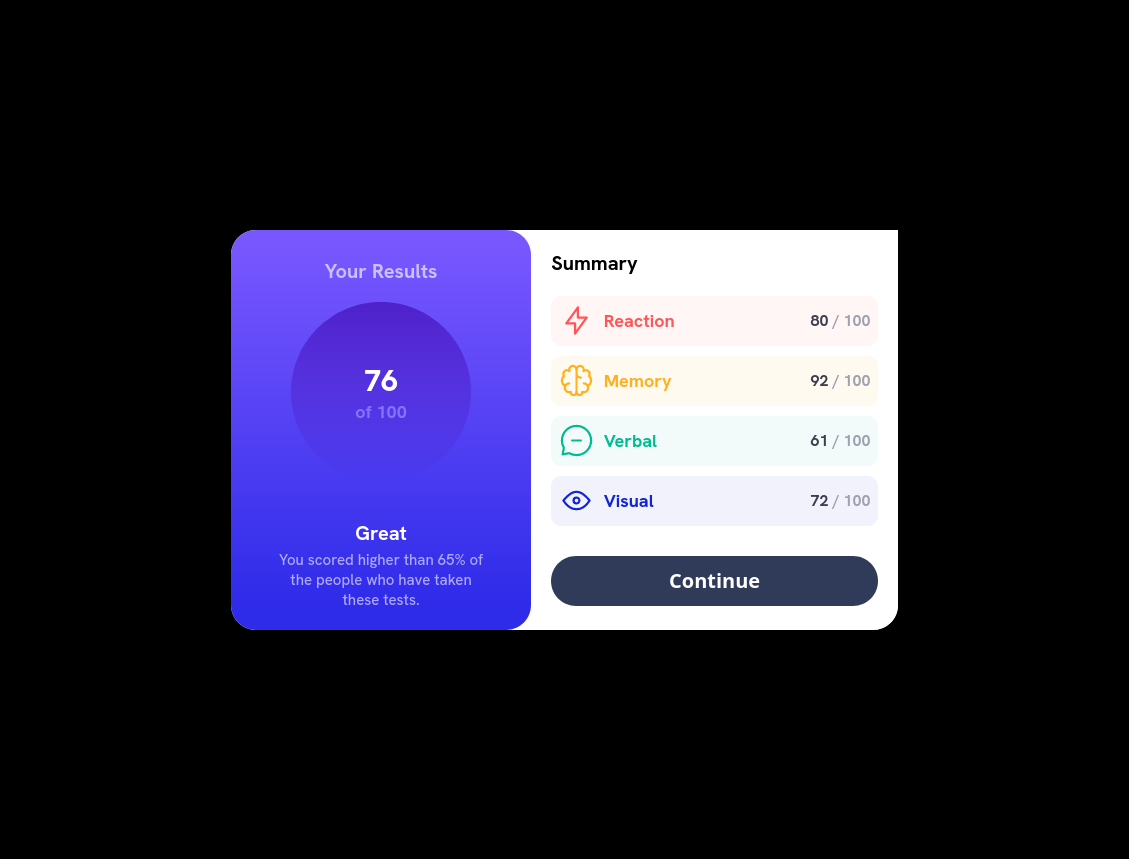 Your Results
76
of 100
Great
You scored higher than 65% of
the people who have taken
these tests.
Summary
Reaction 80 / 100
Memory 92 / 100
Verbal 61 / 100
Visual 72 / 100
Continue